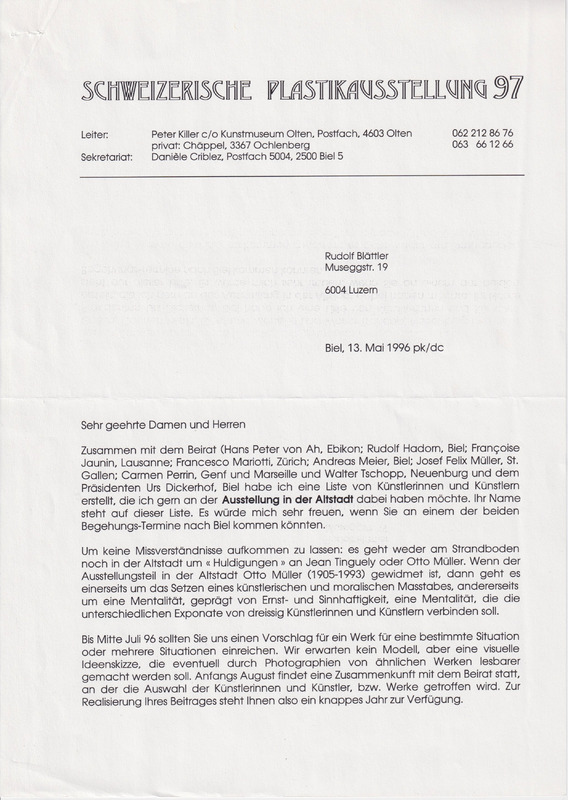 SCHWEIZERISCHE PLASTIKAUSSTELLUNG 97
Leiter: Peter Killer c/o Kunstmuseum Olten, Postfach, 4603 Olten 062 212 86 76
privat: Chäppel, 3367 Ochlenberg 063 66 12 66
Sekretariat: Danièle Criblez, Postfach 5004, 2500 Biel 5
Rudolf Blättler
Museggstr. 19
6004 Luzern
Biel, 13. Mai 1996 pk/dc
Sehr geehrte Damen und Herren
Zusammen mit dem Beirat (Hans Peter von Ah, Ebikon; Rudolf Hadorn, Biel; Françoise
Jaunin, Lausanne; Francesco Mariotti, Zürich; Andreas Meier, Biel; Josef Felix Müller, St.
Gallen; Carmen Perrin, Genf und Marseille und Walter Tschopp, Neuenburg und dem
Präsidenten Urs Dickerhof, Biel habe ich eine Liste von Künstlerinnen und Künstlern
erstellt, die ich gern an der Ausstellung in der Altstadt dabei haben möchte. Ihr Name
steht auf dieser Liste. Es würde mich sehr freuen, wenn Sie an einem der beiden
Begehungs-Termine nach Biel kommen könnten.
Um keine Missverständnisse aufkommen zu lassen: es geht weder am Strandboden
noch in der Altstadt um « Huldigungen » an Jean Tinguely oder Otto Müller. Wenn der
Ausstellungsteil in der Altstadt Otto Müller (1905-1993) gewidmet ist, dann geht es
einerseits um das Setzen eines künstlerischen und moralischen Masstabes, andererseits
um eine Mentalität, geprägt von Ernst- und Sinnhaftigkeit, eine Mentalität, die die
unterschiedlichen Exponate von dreissig Künstlerinnen und Künstlern verbinden soll.
Bis Mitte Juli 96 sollten Sie uns einen Vorschlag für ein Werk für eine bestimmte Situation
oder mehrere Situationen einreichen. Wir erwarten kein Modell, aber eine visuelle
Ideenskizze, die eventuell durch Photographien von ähnlichen Werken lesbarer
gemacht werden soll. Anfangs August findet eine Zusammenkunft mit dem Beirat statt,
an der die Auswahl der Künstlerinnen und Künstler, bzw. Werke getroffen wird. Zur
Realisierung Ihres Beitrages steht Ihnen also ein knappes Jahr zur Verfügung.